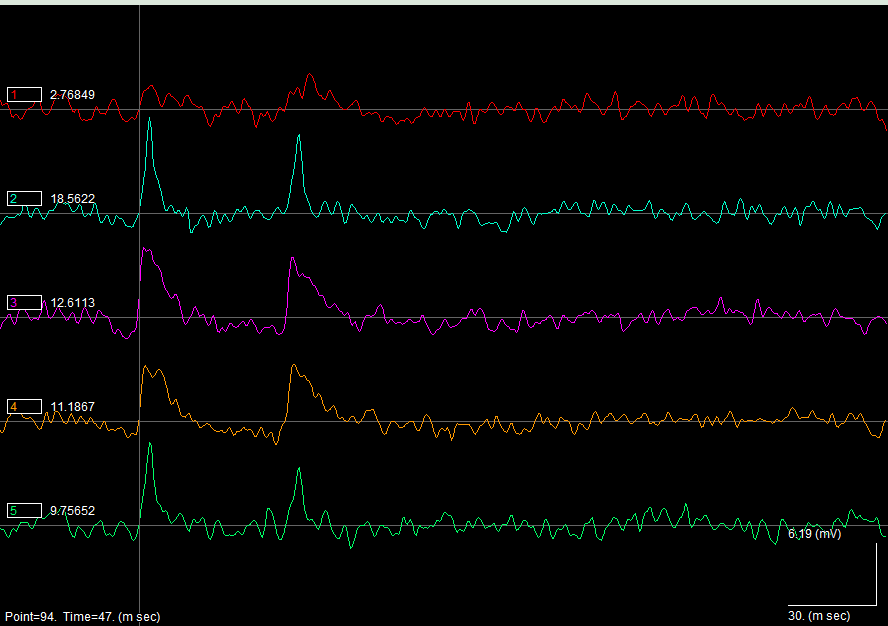 1 2.76849
2 18.5622
3 12.6113
4 11.1867
5 9.75652
6.19 (mV)
30. (m sec)
Point=94. Time=47. (m sec)